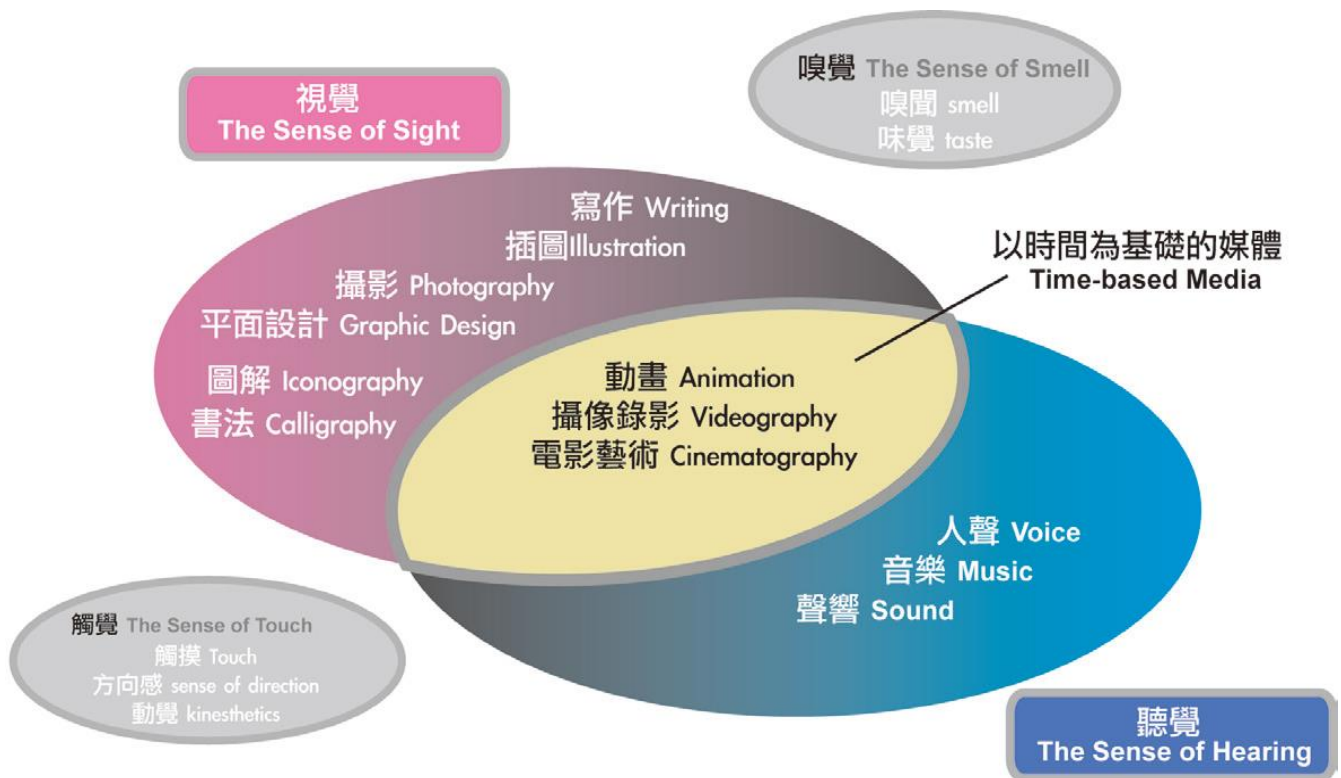 視覺
The Sense of Sight
嗅覺 The Sense of Smell
嗅聞 smell
味覺 taste
寫作 Writing
插圖Illustration
攝影 Photography
平面設計 Graphic Design
圖解 Iconography
書法 Calligraphy
以時間為基礎的媒體
Time-based Media
動畫 Animation
攝像錄影 Videography
電影藝術 Cinematography
人聲 Voice
音樂 Music
聲響 Sound
觸覺 The Sense of Touch
觸摸 Touch
方向感 sense of direction
動覺 kinesthetics
聽覺
The Sense of Hearing